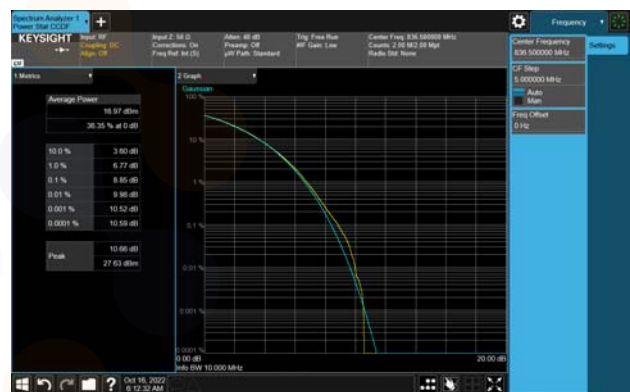 Spectrum Analyzer 1
Power Stat CCDF
Frequency
KEYSIGHT
Input: RF
Coupling: DC
Align: Off
Input Z: 50 Ω
Corrections: On
Freq Ref: Int (S)
Atten: 40 dB
Preamp: Off
µW Path: Standard
Trig: Free Run
#IF Gain: Low
Center Freq: 836.500000 MHz
Counts: 2.00 M/2.00 Mpt
Radio Std: None
Center Frequency
836.500000 MHz
Settings
CF Step
5.000000 MHz
Auto
Man
Freq Offset
0 Hz
1 Metrics
2 Graph
Average Power
16.97 dBm
36.35 % at 0 dB
10.0 % 3.60 dB
1.0 % 6.77 dB
0.1 % 8.85 dB
0.01 % 9.96 dB
0.001 % 10.52 dB
0.0001 % 10.59 dB
Peak
10.66 dB
27.63 dBm
Gaussian
100 %
10 %
1 %
0.1 %
0.01 %
0.001 %
0.0001 %
0.00 dB
20.00 dB
Info BW 10.000 MHz
Oct 16, 2022
6:12:32 AM